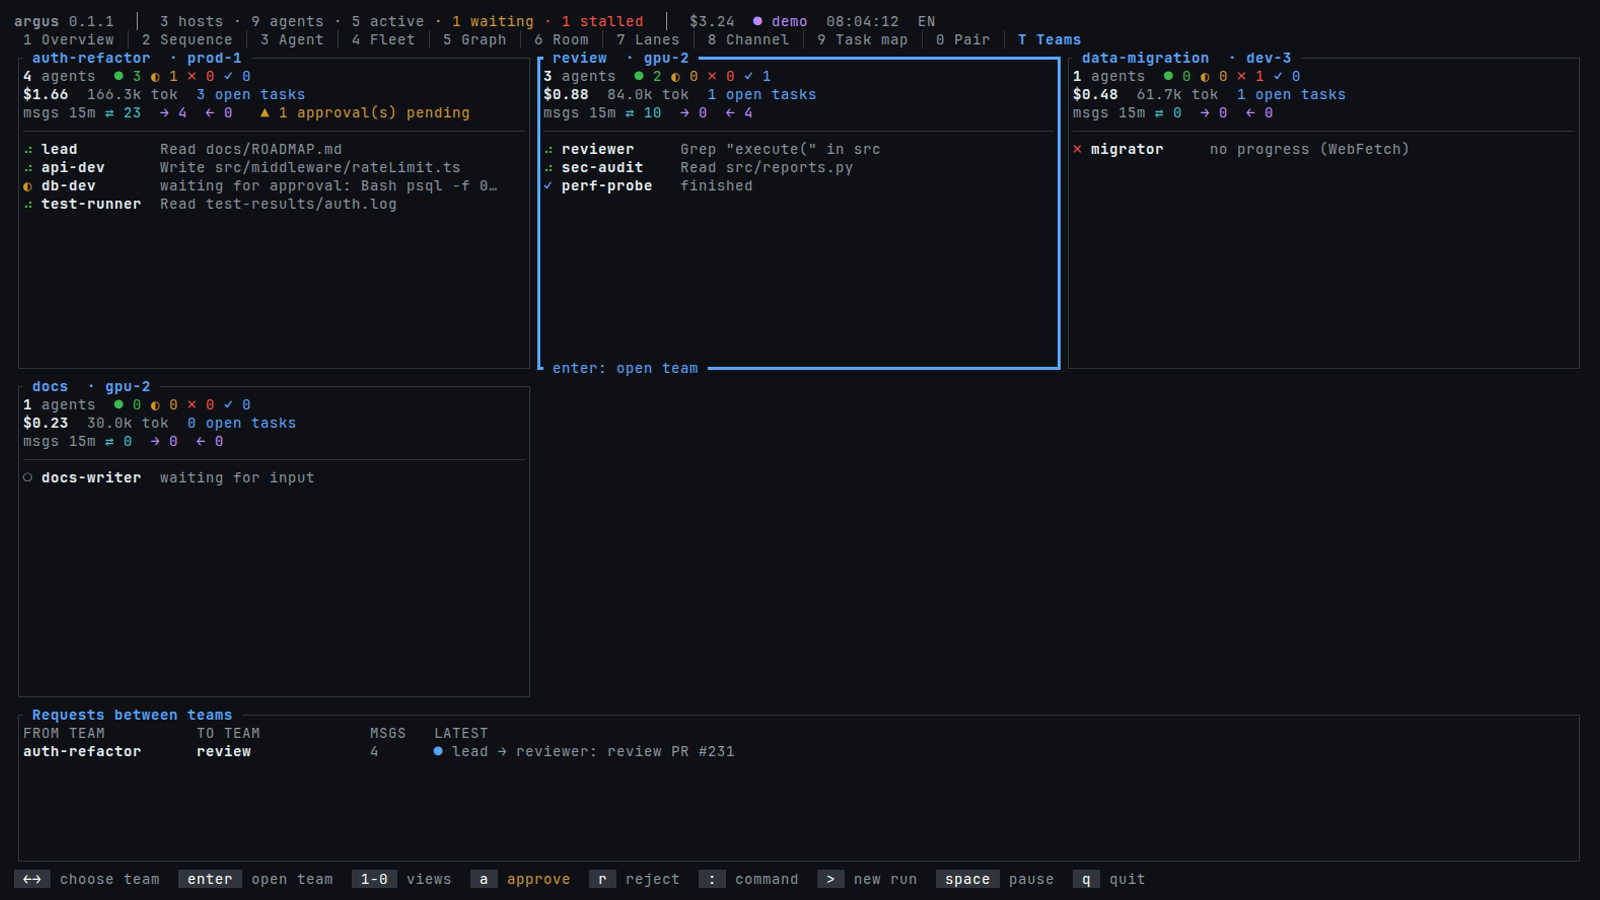 argus 0.1.1 │ 3 hosts · 9 agents · 5 active · 1 waiting · 1 stalled │ $3.24 ● demo 08:04:12 EN
1 Overview │ 2 Sequence │ 3 Agent │ 4 Fleet │ 5 Graph │ 6 Room │ 7 Lanes │ 8 Channel │ 9 Task map │ 0 Pair │ T Teams
auth-refactor · prod-1
4 agents ● 3 ◐ 1 ✕ 0 ✓ 0
$1.66 166.3k tok 3 open tasks
msgs 15m ⇄ 23 → 4 ← 0 ▲ 1 approval(s) pending
lead Read docs/ROADMAP.md
api-dev Write src/middleware/rateLimit.ts
◐ db-dev waiting for approval: Bash psql -f 0…
test-runner Read test-results/auth.log
review · gpu-2
3 agents ● 2 ◐ 0 ✕ 0 ✓ 1
$0.88 84.0k tok 1 open tasks
msgs 15m ⇄ 10 → 0 ← 4
reviewer Grep "execute(" in src
sec-audit Read src/reports.py
✓ perf-probe finished
enter: open team
data-migration · dev-3
1 agents ● 0 ◐ 0 ✕ 1 ✓ 0
$0.48 61.7k tok 1 open tasks
msgs 15m ⇄ 0 → 0 ← 0
✕ migrator no progress (WebFetch)
docs · gpu-2
1 agents ● 0 ◐ 0 ✕ 0 ✓ 0
$0.23 30.0k tok 0 open tasks
msgs 15m ⇄ 0 → 0 ← 0
○ docs-writer waiting for input
Requests between teams
FROM TEAM TO TEAM MSGS LATEST
auth-refactor review 4 ● lead → reviewer: review PR #231
←→ choose team enter open team 1-0 views a approve r reject : command > new run space pause q quit